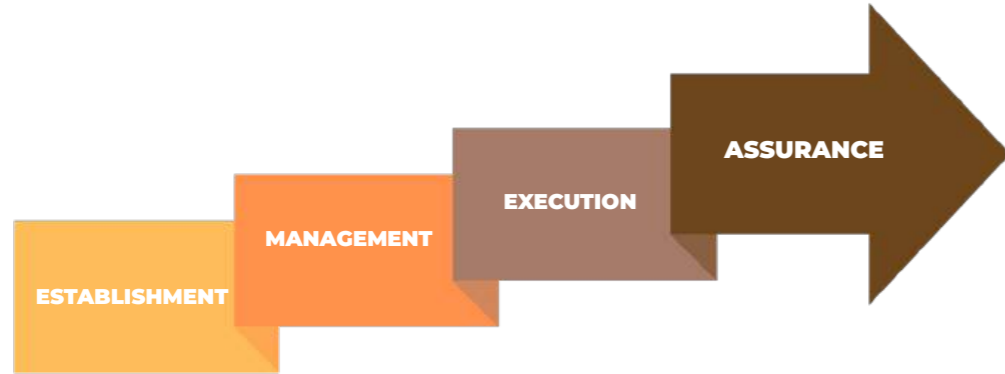 ESTABLISHMENT
MANAGEMENT
EXECUTION
ASSURANCE